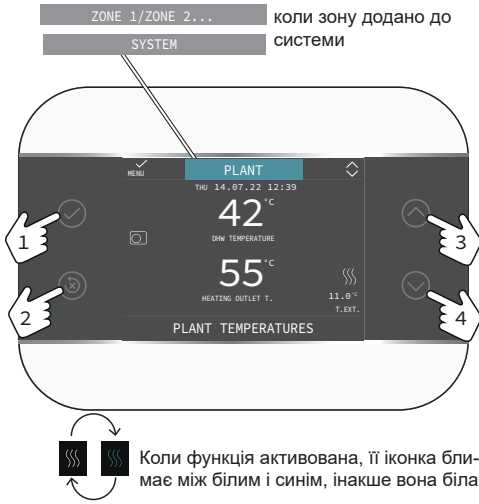 ZONE 1/ZONE 2...
коли зону додано до
системи
SYSTEM
MENU
PLANT
THU 14.07.22 12:39
42°C
DHW TEMPERATURE
55°C
HEATING OUTLET T.
11.0°C
T.EXT.
PLANT TEMPERATURES
1
2
3
4
Коли функція активована, її іконка бли-
має між білим і синім, інакше вона біла